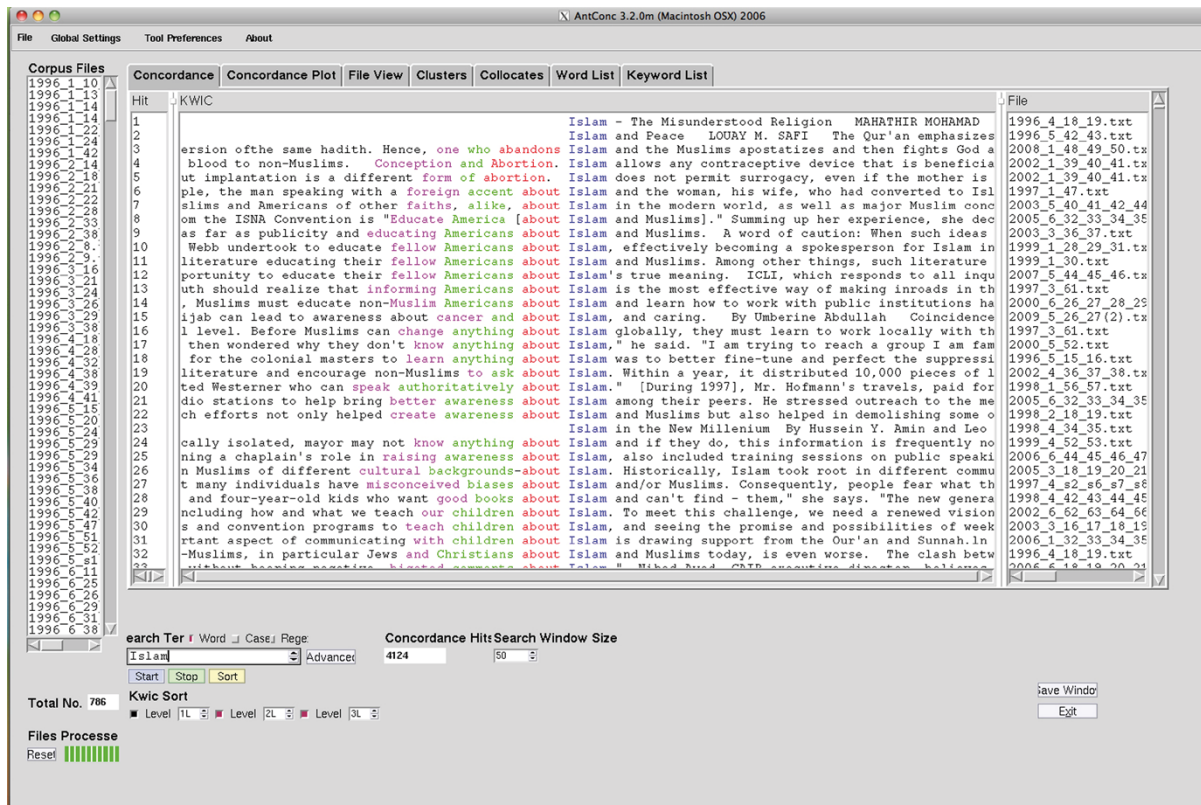 AntConc 3.2.0m (Macintosh OSX) 2006
File Global Settings Tool Preferences About
Corpus Files
1996_1_10
1996_1_13
1996_1_14
1996_1_14
1996_1_22
1996_1_24
1996_1_42
1996_2_14
1996_2_18
1996_2_21
1996_2_22
1996_2_28
1996_2_33
1996_2_38
1996_2_8.
1996_2_9.
1996_3_16
1996_3_21
1996_3_24
1996_3_26
1996_3_29
1996_3_38
1996_4_18
1996_4_28
1996_4_32
1996_4_38
1996_4_39
1996_4_41
1996_5_15
1996_5_20
1996_5_24
1996_5_29
1996_5_29
1996_5_34
1996_5_36
1996_5_38
1996_5_40
1996_5_42
1996_5_47
1996_5_51
1996_5_52
1996_5_s1
1996_6_11
1996_6_25
1996_6_26
1996_6_29
1996_6_31
1996_6_38
Concordance Concordance Plot File View Clusters Collocates Word List Keyword List
Hit KWIC File
1 Islam - The Misunderstood Religion MAHATHIR MOHAMAD 1996_4_18_19.txt
2 Islam and Peace LOUAY M. SAFI The Qur'an emphasizes 1996_5_42_43.txt
3 ersion ofthe same hadith. Hence, one who abandons Islam and the Muslims apostatizes and then fights God a 2008_1_48_49_50.tx
4 blood to non-Muslims. Conception and Abortion. Islam allows any contraceptive device that is beneficia 2002_1_39_40_41.tx
5 ut implantation is a different form of abortion. Islam does not permit surrogacy, even if the mother is 2002_1_39_40_41.tx
6 ple, the man speaking with a foreign accent about Islam and the woman, his wife, who had converted to Isl 1997_1_47.txt
7 slims and Americans of other faiths, alike, about Islam in the modern world, as well as major Muslim conc 2003_5_40_41_42_44
8 om the ISNA Convention is "Educate America [about Islam and Muslims]." Summing up her experience, she dec 2005_6_32_33_34_35
9 as far as publicity and educating Americans about Islam and Muslims. A word of caution: When such ideas 2003_3_36_37.txt
10 Webb undertook to educate fellow Americans about Islam, effectively becoming a spokesperson for Islam in 1999_1_28_29_31.tx
11 literature educating their fellow Americans about Islam and Muslims. Among other things, such literature 1999_1_30.txt
12 portunity to educate their fellow Americans about Islam's true meaning. ICLI, which responds to all inqu 2007_5_44_45_46.tx
13 uth should realize that informing Americans about Islam is the most effective way of making inroads in th 1997_3_61.txt
14 , Muslims must educate non-Muslim Americans about Islam and learn how to work with public institutions ha 2000_6_26_27_28_29
15 ijab can lead to awareness about cancer and about Islam, and caring. By Umberine Abdullah Coincidence 2009_5_26_27(2).tx
16 l level. Before Muslims can change anything about Islam globally, they must learn to work locally with th 1997_3_61.txt
17 then wondered why they don't know anything about Islam," he said. "I am trying to reach a group I am fam 2000_5_52.txt
18 for the colonial masters to learn anything about Islam was to better fine-tune and perfect the suppressi 1996_5_15_16.txt
19 literature and encourage non-Muslims to ask about Islam. Within a year, it distributed 10,000 pieces of l 2002_4_36_37_38.tx
20 ted Westerner who can speak authoritatively about Islam." [During 1997], Mr. Hofmann's travels, paid for 1998_1_56_57.txt
21 dio stations to help bring better awareness about Islam among their peers. He stressed outreach to the me 2005_6_32_33_34_35
22 ch efforts not only helped create awareness about Islam and Muslims but also helped in demolishing some o 1998_2_18_19.txt
23 Islam in the New Millenium By Hussein Y. Amin and Leo 1998_4_34_35.txt
24 cally isolated, mayor may not know anything about Islam and if they do, this information is frequently no 1999_4_52_53.txt
25 ning a chaplain's role in raising awareness about Islam, also included training sessions on public speaki 2006_6_44_45_46_47
26 n Muslims of different cultural backgrounds-about Islam. Historically, Islam took root in different commu 2005_3_18_19_20_21
27 t many individuals have misconceived biases about Islam and/or Muslims. Consequently, people fear what th 1997_4_s2_s6_s7_s8
28 and four-year-old kids who want good books about Islam and can't find - them," she says. "The new genera 1998_4_42_43_44_45
29 ncluding how and what we teach our children about Islam. To meet this challenge, we need a renewed vision 2002_6_62_63_64_66
30 s and convention programs to teach children about Islam, and seeing the promise and possibilities of week 2003_3_16_17_18_19
31 rtant aspect of communicating with children about Islam is drawing support from the Our'an and Sunnah.ln 2006_1_32_33_34_35
32 -Muslims, in particular Jews and Christians about Islam and Muslims today, is even worse. The clash betw 1996_4_18_19.txt
earch Ter Word Case Rege: Concordance Hits Search Window Size
Islam Advanced 4124 50
Start Stop Sort
Total No. 786
Kwic Sort
Level 1L Level 2L Level 3L
Save Windo
Exit
Files Processe
Reset